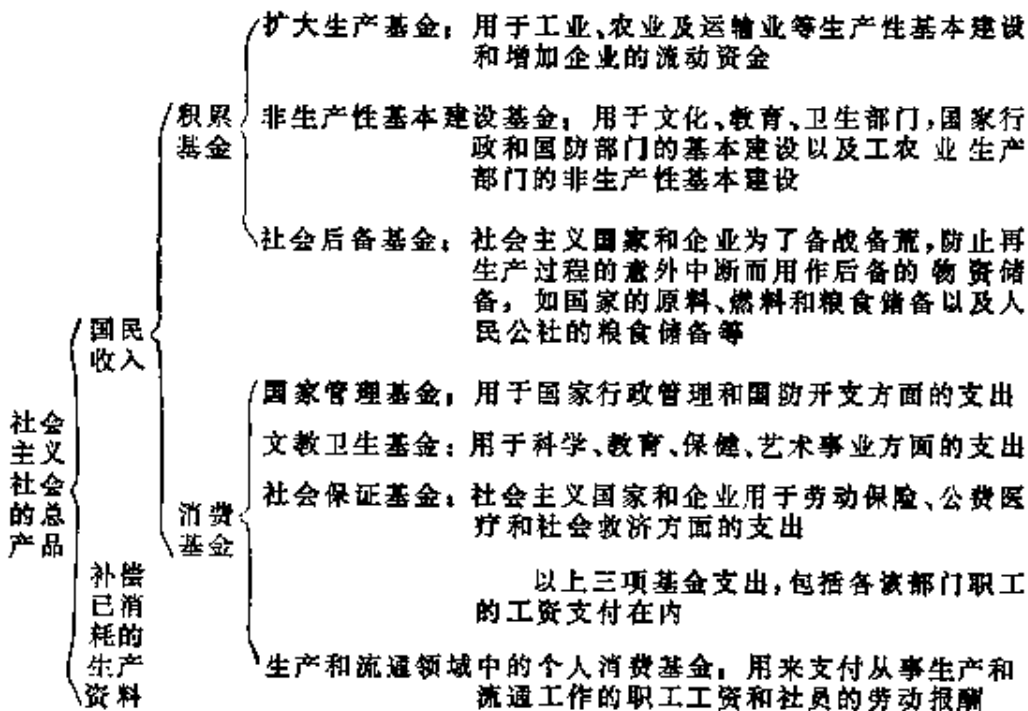 扩大生产基金：用于工业、农业及运输业等生产性基本建设
和增加企业的流动资金
积累
基金
非生产性基本建设基金：用于文化、教育、卫生部门，国家行
政和国防部门的基本建设以及工农业生产
部门的非生产性基本建设
社会后备基金：社会主义国家和企业为了备战备荒，防止再
生产过程的意外中断而用作后备的物资储
备，如国家的原料、燃料和粮食储备以及人
民公社的粮食储备等
国民
收入
国家管理基金：用于国家行政管理和国防开支方面的支出
文教卫生基金：用于科学、教育、保健、艺术事业方面的支出
社会保证基金：社会主义国家和企业用于劳动保险、公费医
疗和社会救济方面的支出
社会
主义
社会
的总
产品
消费
基金
以上三项基金支出，包括各该部门职工
的工资支付在内
补偿
已消
耗的
生产
资料
生产和流通领域中的个人消费基金：用来支付从事生产和
流通工作的职工工资和社员的劳动报酬